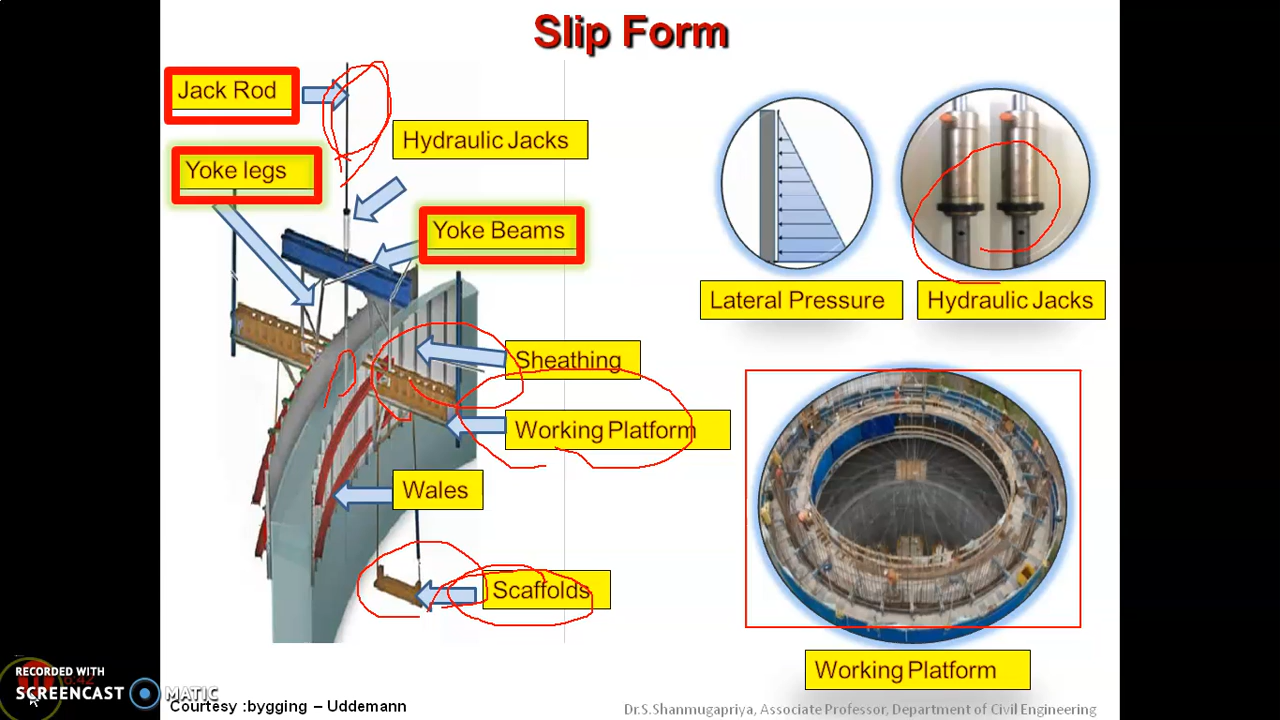 Slip Form
Jack Rod
Hydraulic Jacks
Yoke legs
Yoke Beams
Sheathing
Working Platform
Wales
Scaffolds
Lateral Pressure
Hydraulic Jacks
Working Platform
RECORDED WITH
SCREENCAST MATIC
Courtesy :bygging – Uddemann
Dr.S.Shanmugapriya, Associate Professor, Department of Civil Engineering